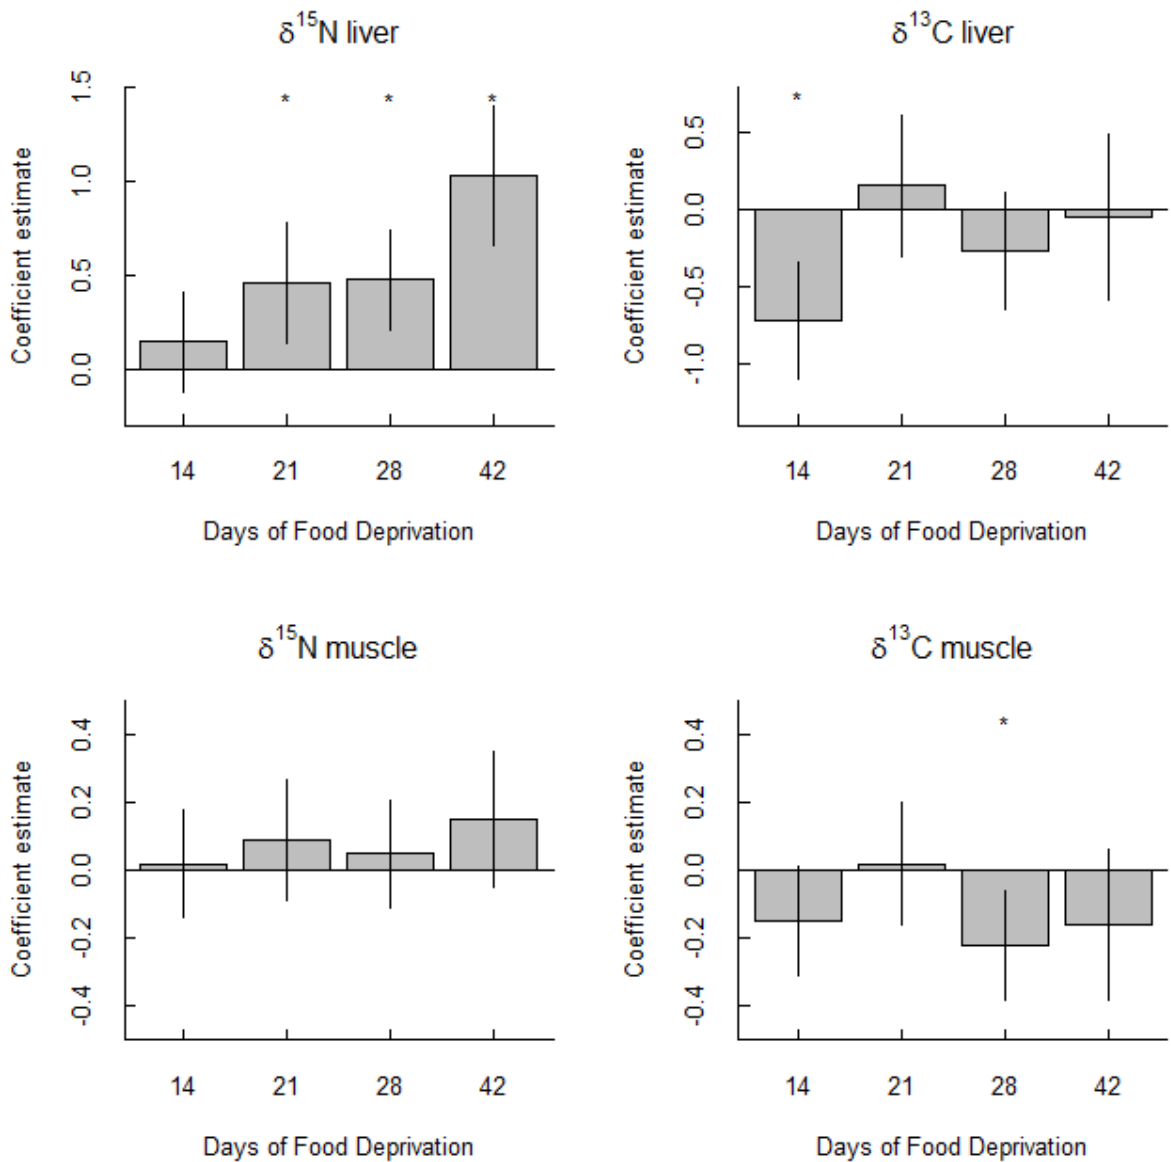 δ¹⁵N liver
Coefficient estimate
1.5
1.0
0.5
0.0
* * *
14 21 28 42
Days of Food Deprivation
δ¹³C liver
Coefficient estimate
0.5
0.0
-0.5
-1.0
*
14 21 28 42
Days of Food Deprivation
δ¹⁵N muscle
Coefficient estimate
0.4
0.2
0.0
-0.2
-0.4
14 21 28 42
Days of Food Deprivation
δ¹³C muscle
Coefficient estimate
0.4
0.2
0.0
-0.2
-0.4
*
14 21 28 42
Days of Food Deprivation